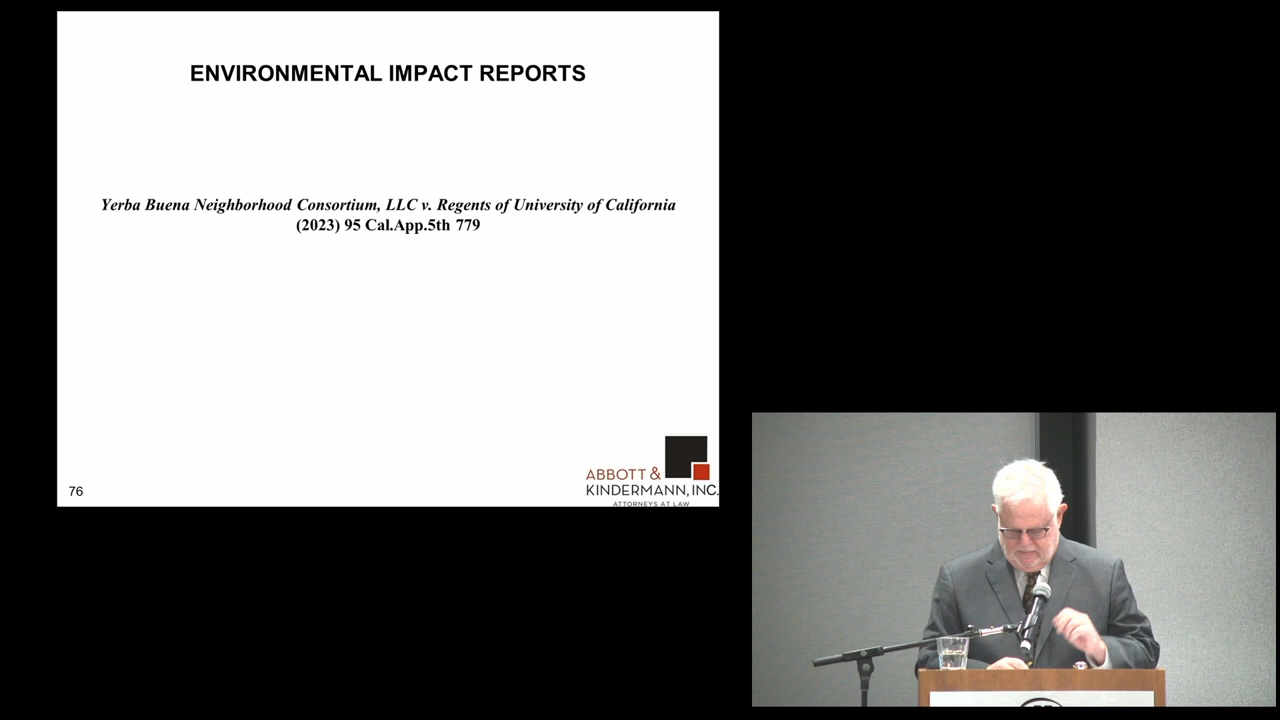 ENVIRONMENTAL IMPACT REPORTS
Yerba Buena Neighborhood Consortium, LLC v. Regents of University of California
(2023) 95 Cal.App.5th 779
76
ABBOTT &
KINDERMANN, INC.
ATTORNEYS AT LAW